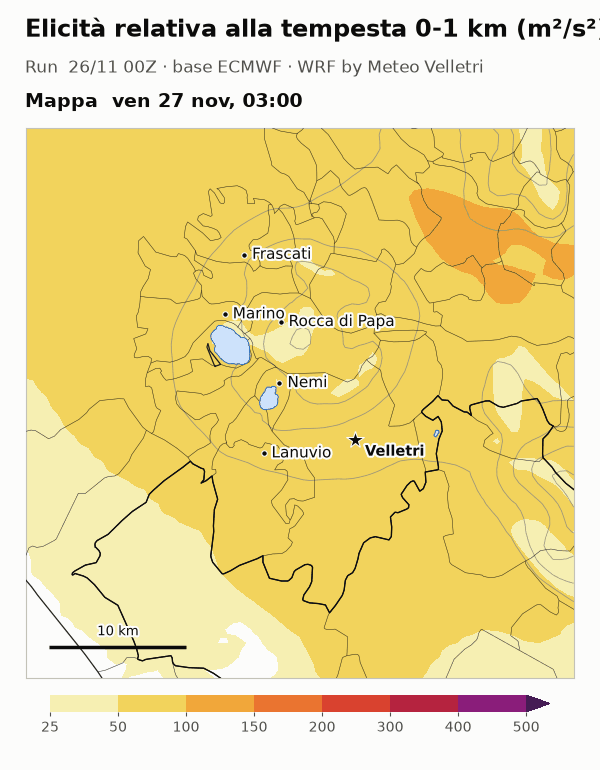 Elicità relativa alla tempesta 0-1 km (m²/s²)
Run  26/11 00Z · base ECMWF · WRF by Meteo Velletri
Mappa  ven 27 nov, 03:00
Frascati
Marino
Rocca di Papa
Nemi
Velletri
Lanuvio
10 km
25 50 100 150 200 300 400 500